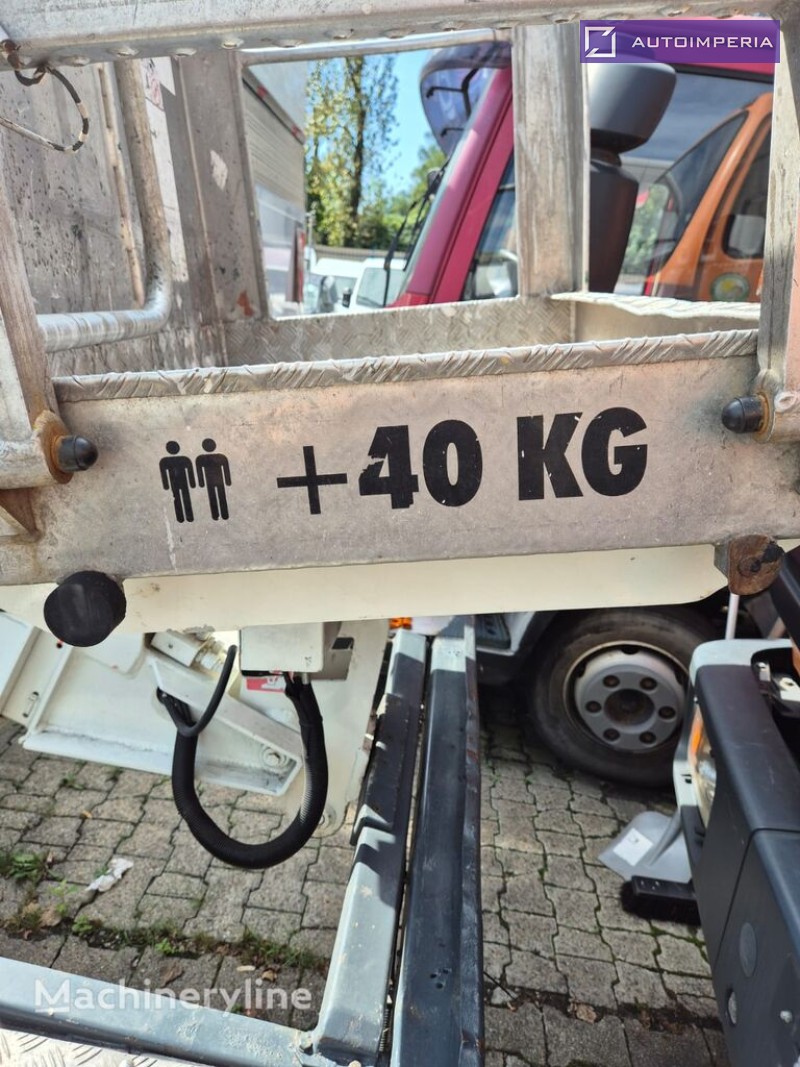 AUTOIMPERIA
+40 KG
Machineryline